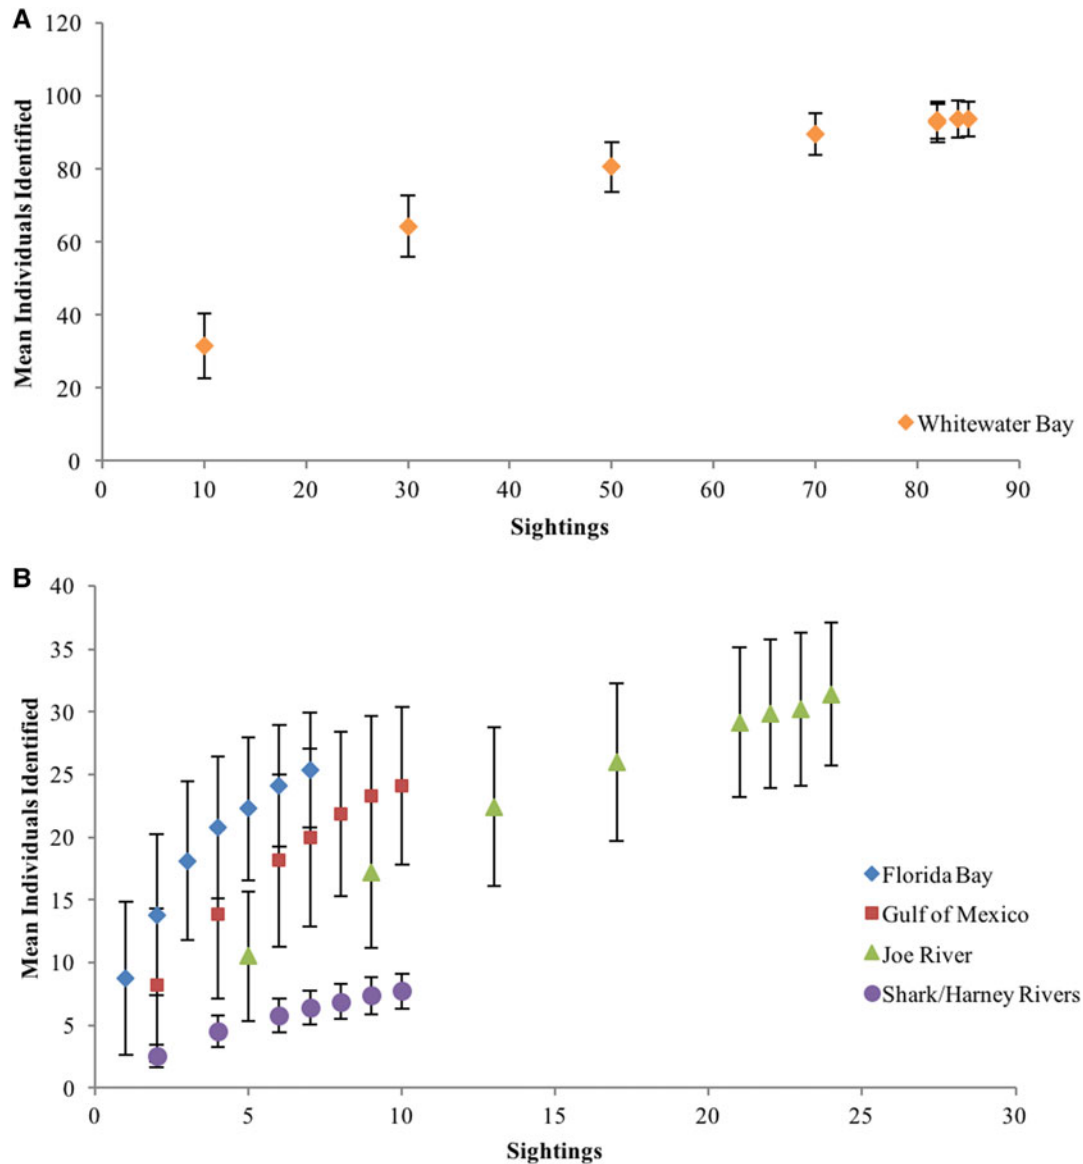 A
Mean Individuals Identified
120
100
80
60
40
20
0
0 10 20 30 40 50 60 70 80 90
Sightings
Whitewater Bay
B
Mean Individuals Identified
40
35
30
25
20
15
10
5
0
0 5 10 15 20 25 30
Sightings
Florida Bay
Gulf of Mexico
Joe River
Shark/Harney Rivers